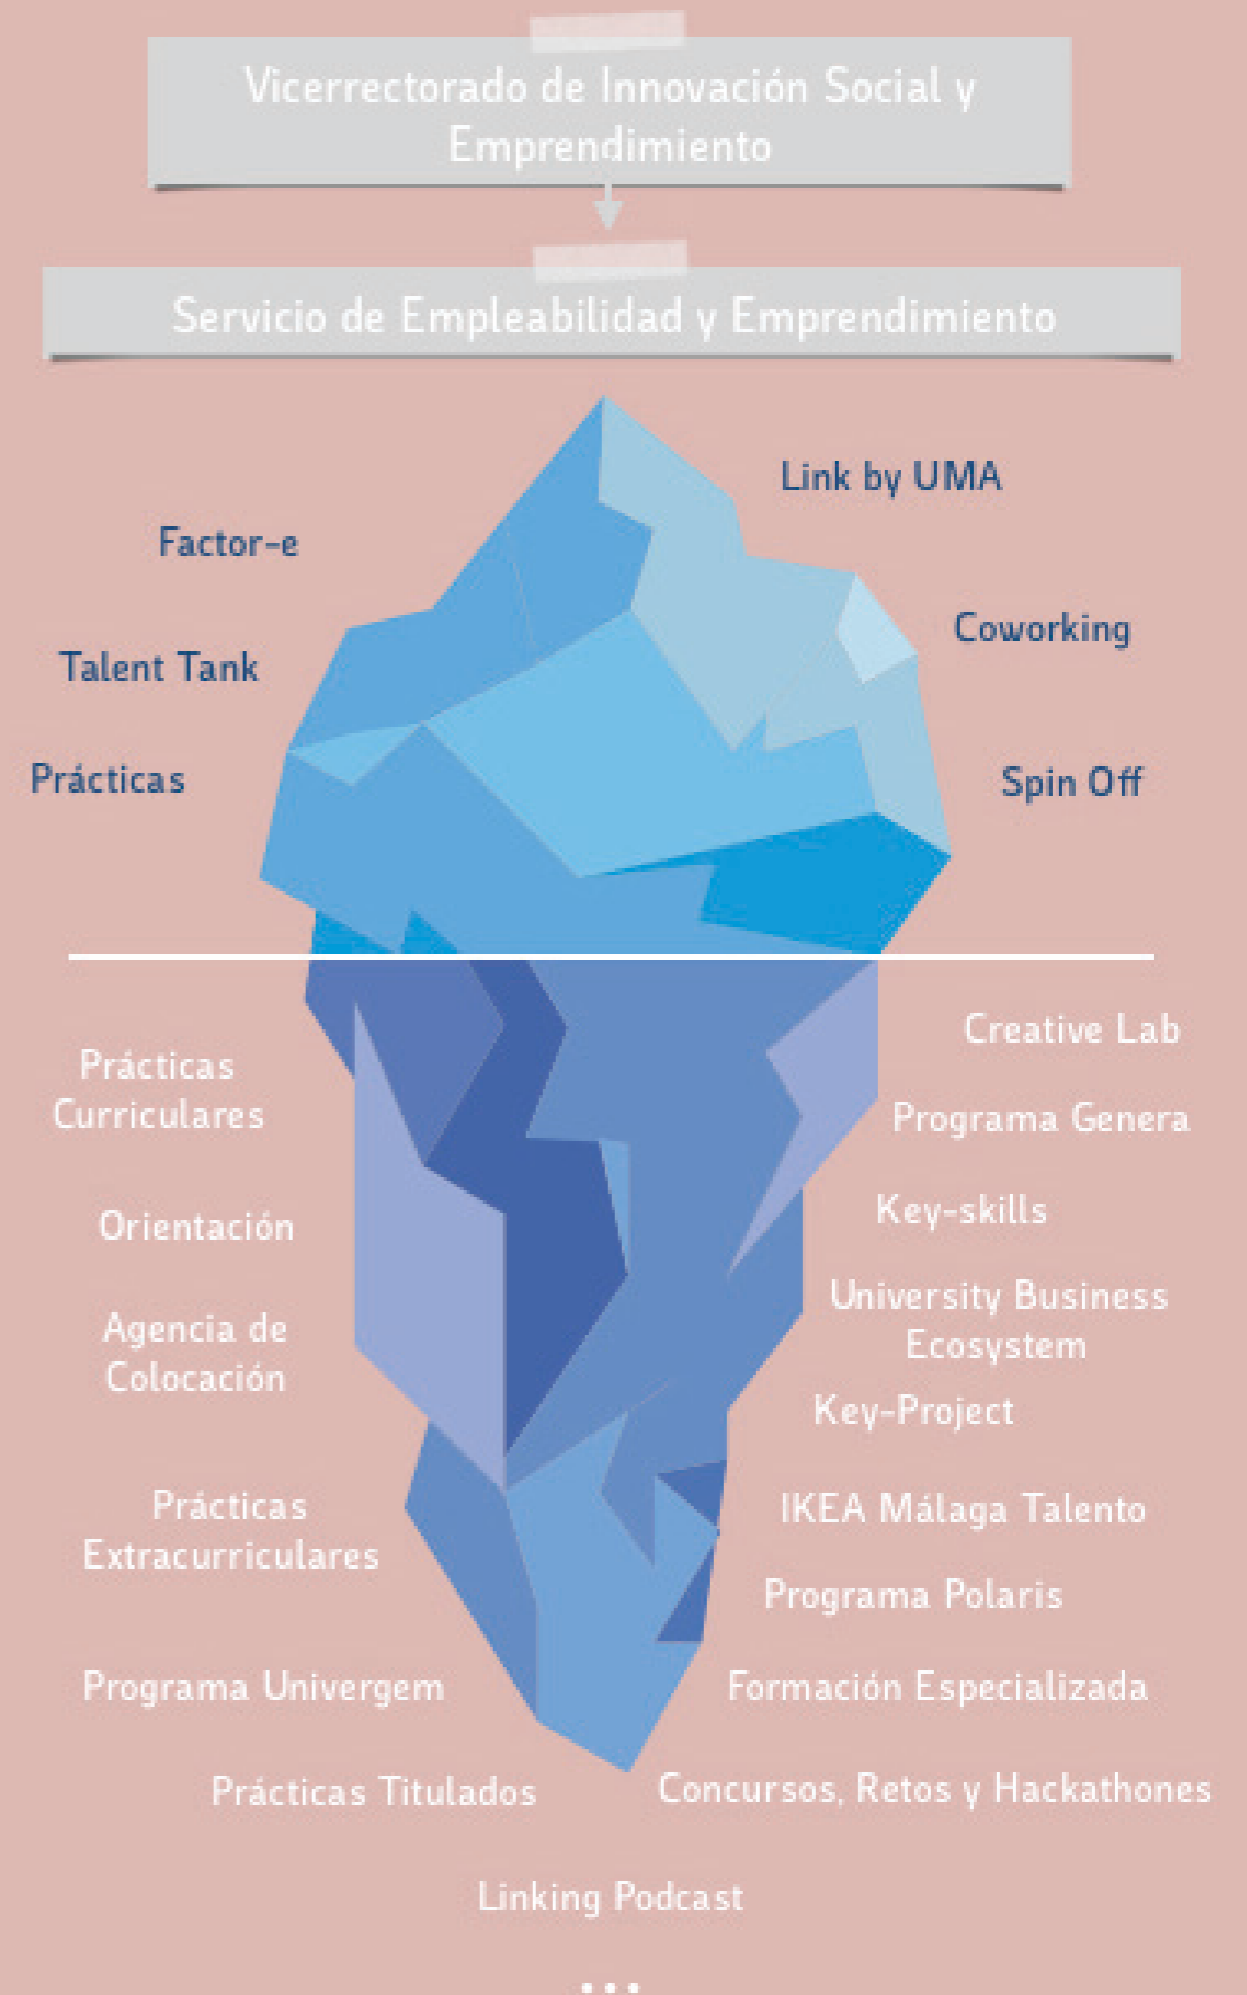 Vicerrectorado de Innovación Social y
Emprendimiento
Servicio de Empleabilidad y Emprendimiento
Link by UMA
Factor-e
Coworking
Talent Tank
Prácticas
Spin Off
Creative Lab
Prácticas
Curriculares
Programa Genera
Key-skills
Orientación
University Business
Ecosystem
Agencia de
Colocación
Key-Project
Prácticas
Extracurriculares
IKEA Málaga Talento
Programa Polaris
Programa Univergem
Formación Especializada
Prácticas Titulados
Concursos, Retos y Hackathones
Linking Podcast
...